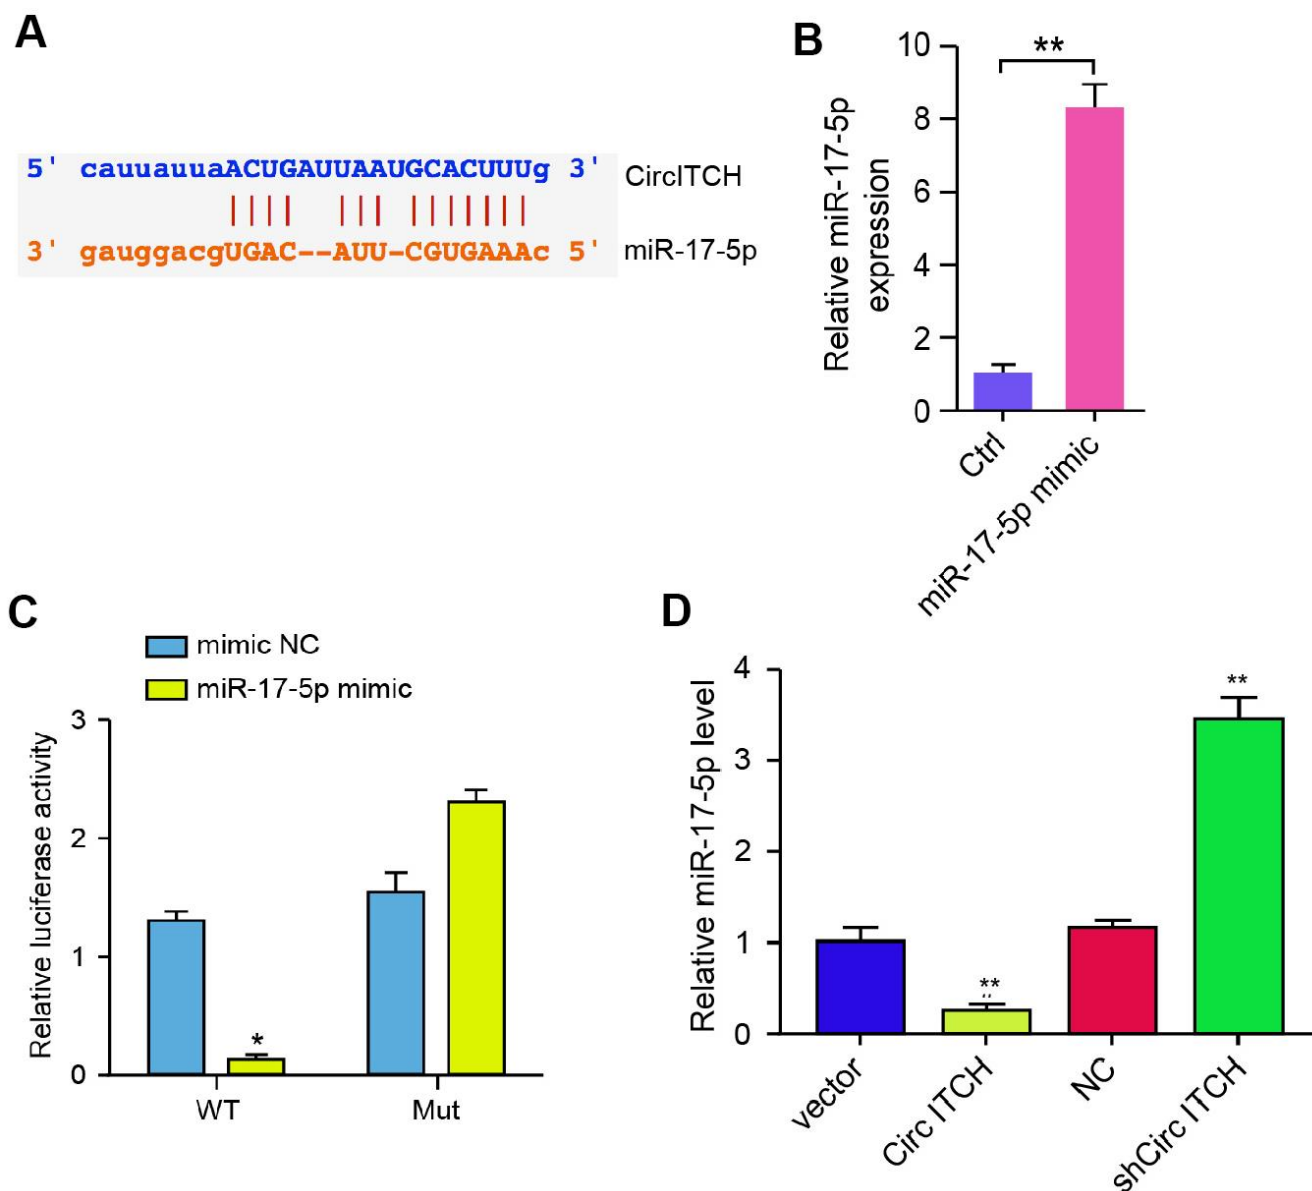 A
5' cauuauuaACUGAUUAAUGCACUUUg 3' CircITCH
3' gauggacgUGAC--AUU-CGUGAAAc 5' miR-17-5p
B
**
Relative miR-17-5p
expression
10
8
6
4
2
0
Ctrl
miR-17-5p mimic
C
mimic NC
miR-17-5p mimic
Relative luciferase activity
3
2
1
0
*
WT
Mut
D
Relative miR-17-5p level
4
3
2
1
0
**
**
vector
Circ ITCH
NC
shCirc ITCH